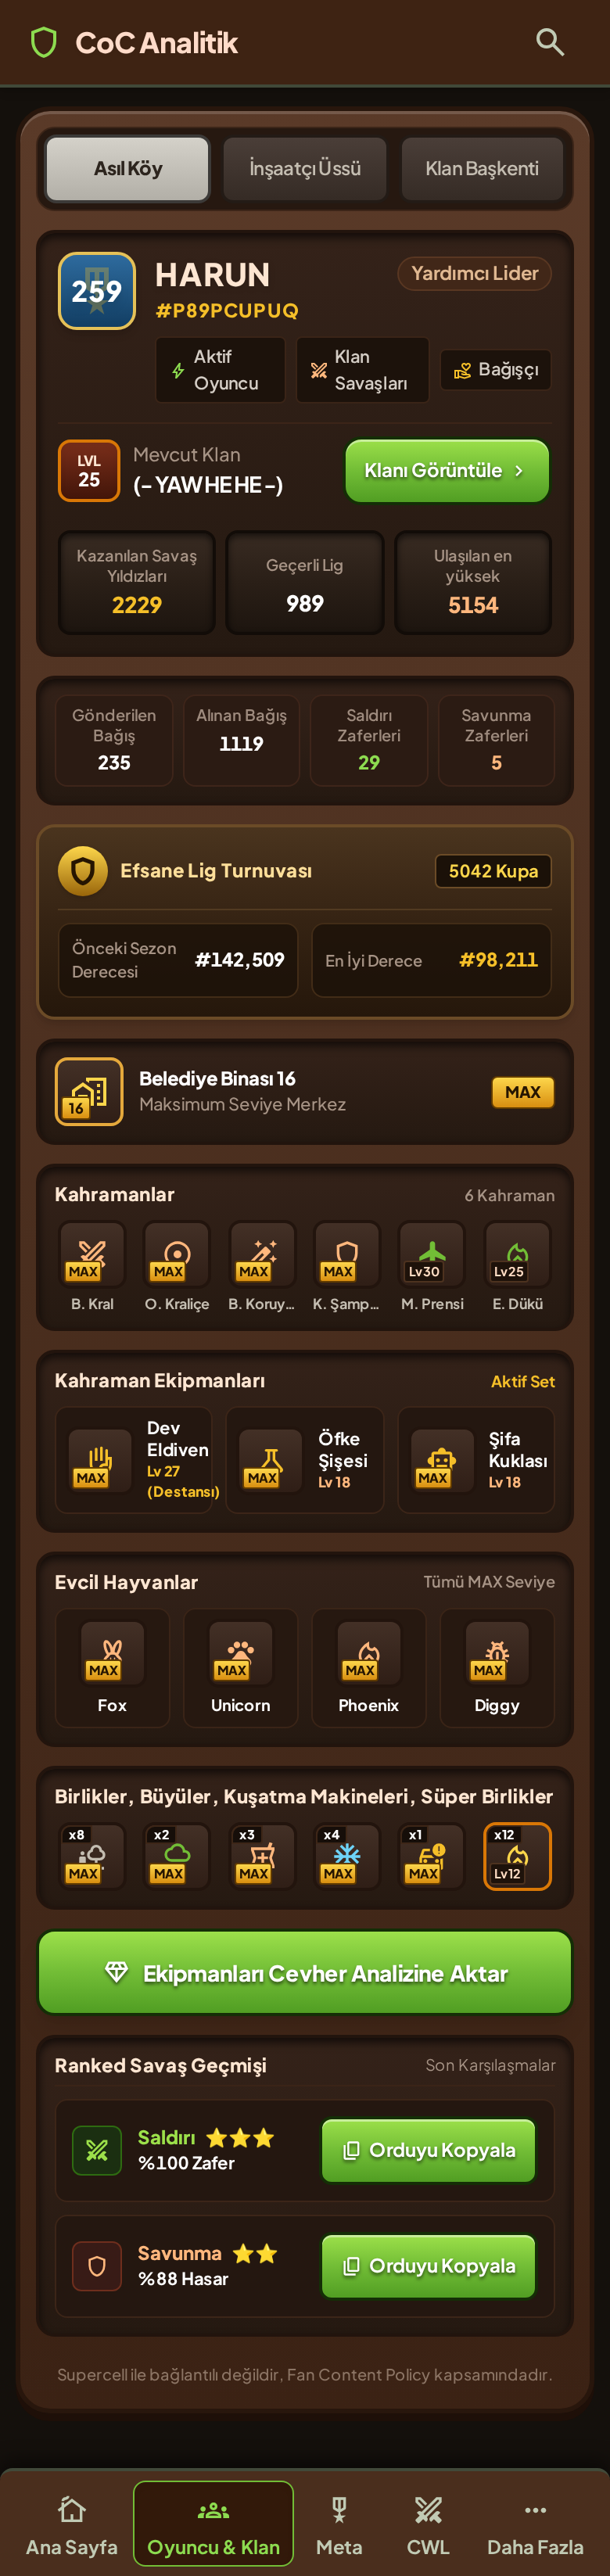 CoC Analitik
Asıl Köy
İnşaatçı Üssü
Klan Başkenti
259
HARUN
Yardımcı Lider
#P89PCUPUQ
Aktif
Oyuncu
Klan
Savaşları
Bağışçı
LVL
25
Mevcut Klan
(-YAWHEHE-)
Klanı Görüntüle
Kazanılan Savaş
Yıldızları
2229
Geçerli Lig
989
Ulaşılan en
yüksek
5154
Gönderilen
Bağış
235
Alınan Bağış
1119
Saldırı
Zaferleri
29
Savunma
Zaferleri
5
Efsane Lig Turnuvası
5042 Kupa
Önceki Sezon
Derecesi
#142,509
En İyi Derece
#98,211
16
Belediye Binası 16
Maksimum Seviye Merkez
MAX
Kahramanlar
6 Kahraman
MAX
MAX
MAX
MAX
Lv30
Lv25
B. Kral
O. Kraliçe
B. Koruy...
K. Şamp...
M. Prensi
E. Dükü
Kahraman Ekipmanları
Aktif Set
MAX
Dev
Eldiven
Lv 27
(Destansı)
MAX
Öfke
Şişesi
Lv 18
MAX
Şifa
Kuklası
Lv 18
Evcil Hayvanlar
Tümü MAX Seviye
MAX
MAX
MAX
MAX
Fox
Unicorn
Phoenix
Diggy
Birlikler, Büyüler, Kuşatma Makineleri, Süper Birlikler
x8
x2
x3
x4
x1
x12
MAX
MAX
MAX
MAX
MAX
Lv12
Ekipmanları Cevher Analizine Aktar
Ranked Savaş Geçmişi
Son Karşılaşmalar
Saldırı
%100 Zafer
Orduyu Kopyala
Savunma
%88 Hasar
Orduyu Kopyala
Supercell ile bağlantılı değildir, Fan Content Policy kapsamındadır.
Ana Sayfa
Oyuncu & Klan
Meta
CWL
Daha Fazla